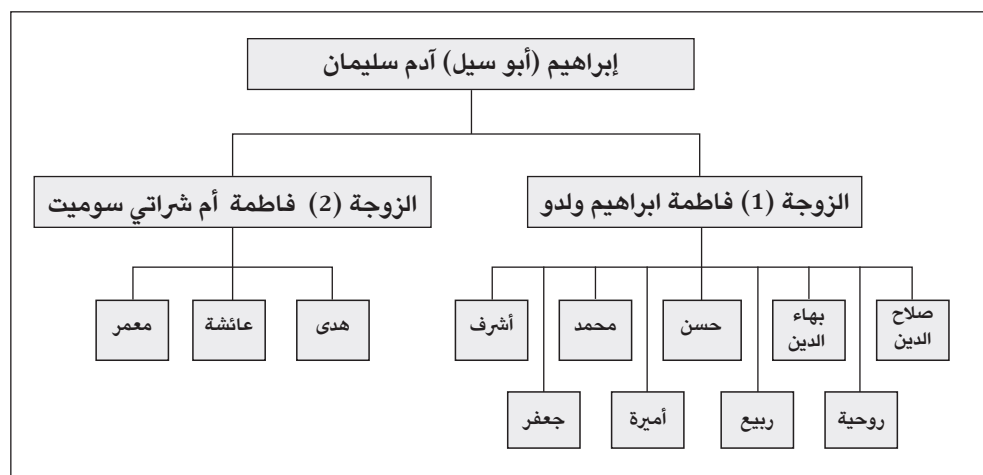 إبراهيم (أبو سيل) آدم سليمان
الزوجة (1) فاطمة ابراهيم ولدو
الزوجة (2) فاطمة أم شراتي سوميت
صلاح
الدين
بهاء
الدين
حسن
محمد
أشرف
روحية
ربيع
أميرة
جعفر
هدى
عائشة
معمر